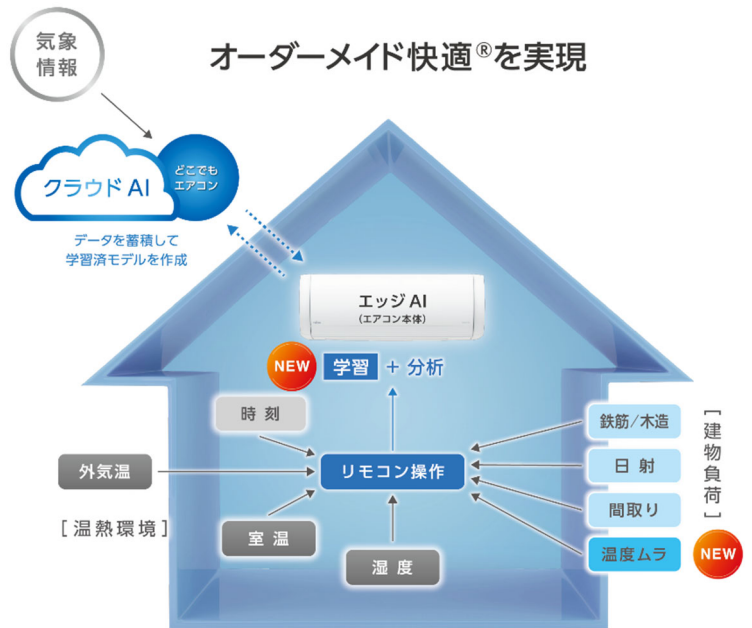 気象
情報
オーダーメイド快適®を実現
クラウドAI
どこでも
エアコン
データを蓄積して
学習済モデルを作成
エッジAI
(エアコン本体)
NEW
学習 + 分析
時刻
外気温
[温熱環境]
室温
湿度
リモコン操作
鉄筋/木造
日射
間取り
温度ムラ
[建物負荷]
NEW